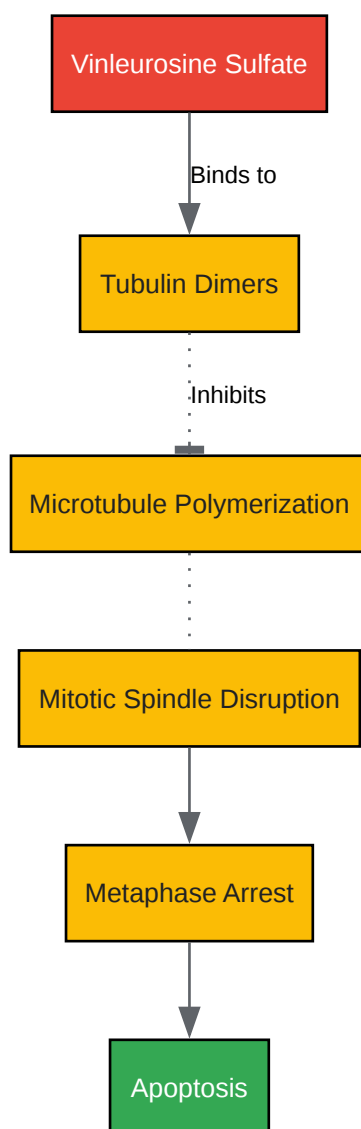 Vinleurosine Sulfate
Binds to
Tubulin Dimers
Inhibits
Microtubule Polymerization
Mitotic Spindle Disruption
Metaphase Arrest
Apoptosis